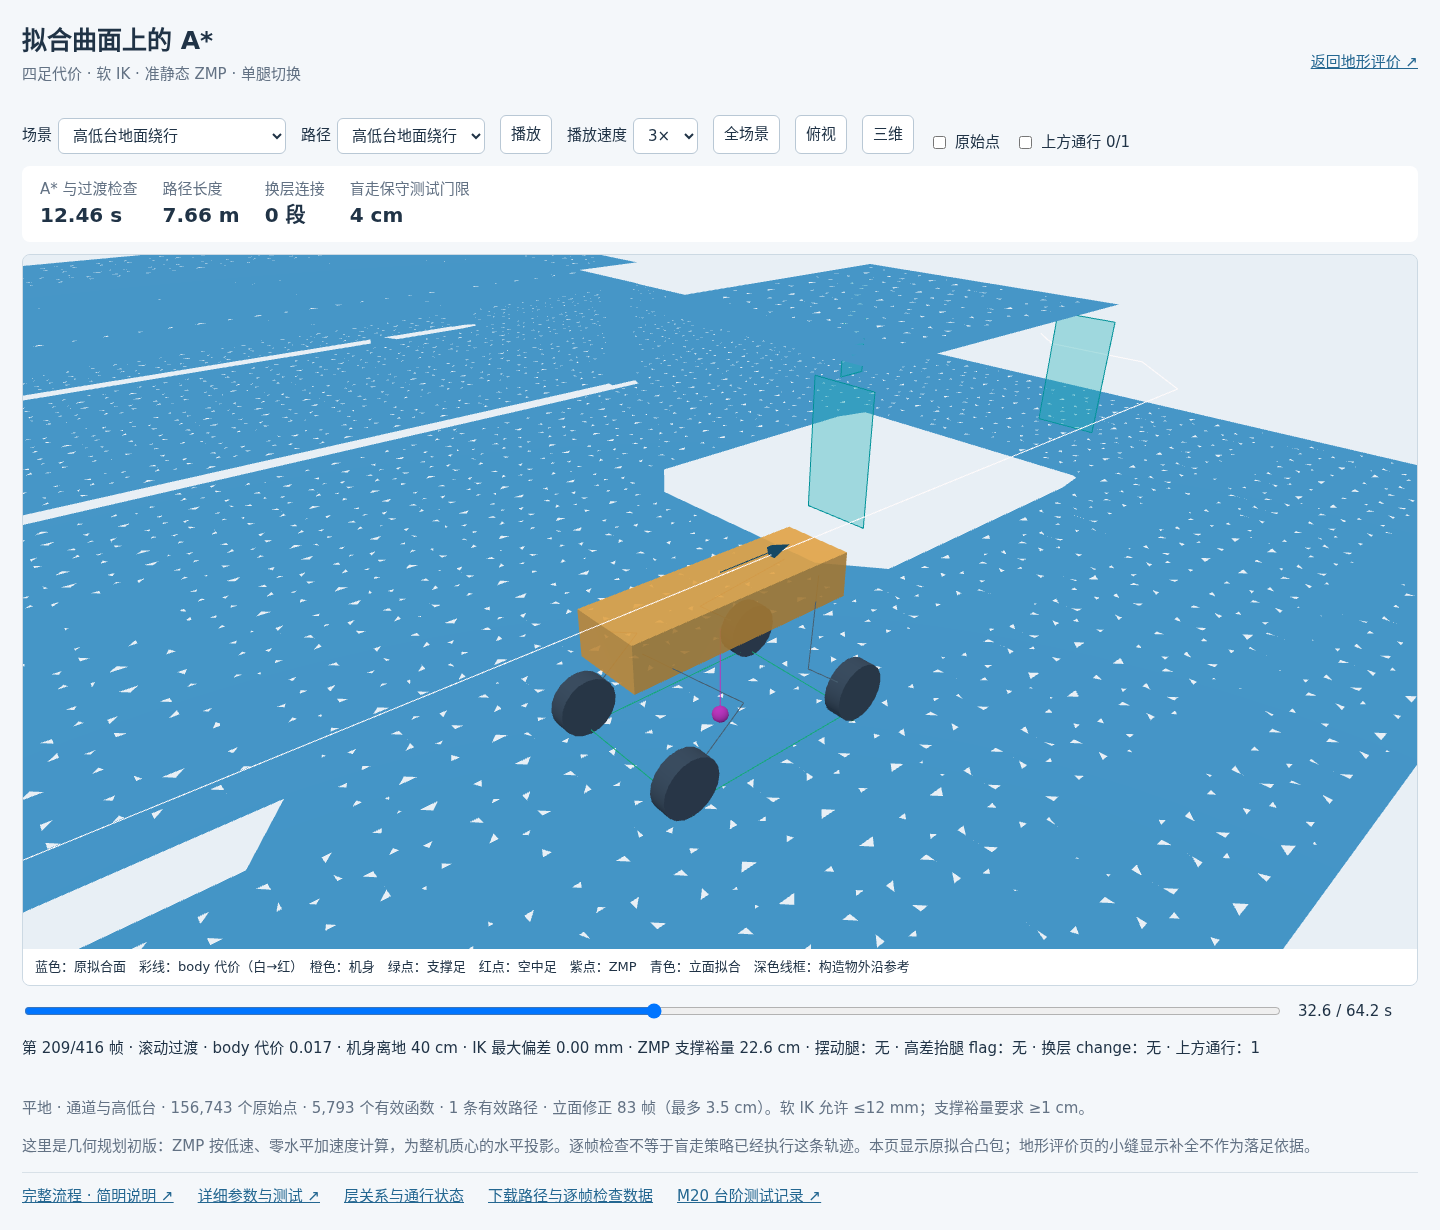 拟合曲面上的 A*
四足代价 · 软 IK · 准静态 ZMP · 单腿切换
返回地形评价 ↗
场景 高低台地面绕行 路径 高低台地面绕行 播放 播放速度 3× 全场景 俯视 三维 原始点 上方通行 0/1
A* 与过渡检查 路径长度 换层连接 盲走保守测试门限
12.46 s 7.66 m 0 段 4 cm
蓝色：原拟合面 彩线：body 代价（白→红） 橙色：机身 绿点：支撑足 红点：空中足 紫点：ZMP 青色：立面拟合 深色线框：构造物外沿参考
32.6 / 64.2 s
第 209/416 帧 · 滚动过渡 · body 代价 0.017 · 机身离地 40 cm · IK 最大偏差 0.00 mm · ZMP 支撑裕量 22.6 cm · 摆动腿：无 · 高差抬腿 flag：无 · 换层 change：无 · 上方通行：1
平地 · 通道与高低台 · 156,743 个原始点 · 5,793 个有效函数 · 1 条有效路径 · 立面修正 83 帧（最多 3.5 cm）。软 IK 允许 ≤12 mm；支撑裕量要求 ≥1 cm。
这里是几何规划初版：ZMP 按低速、零水平加速度计算，为整机质心的水平投影。逐帧检查不等于盲走策略已经执行这条轨迹。本页显示原拟合凸包；地形评价页的小缝显示补全不作为落足依据。
完整流程 · 简明说明 ↗ 详细参数与测试 ↗ 层关系与通行状态 下载路径与逐帧检查数据 M20 台阶测试记录 ↗